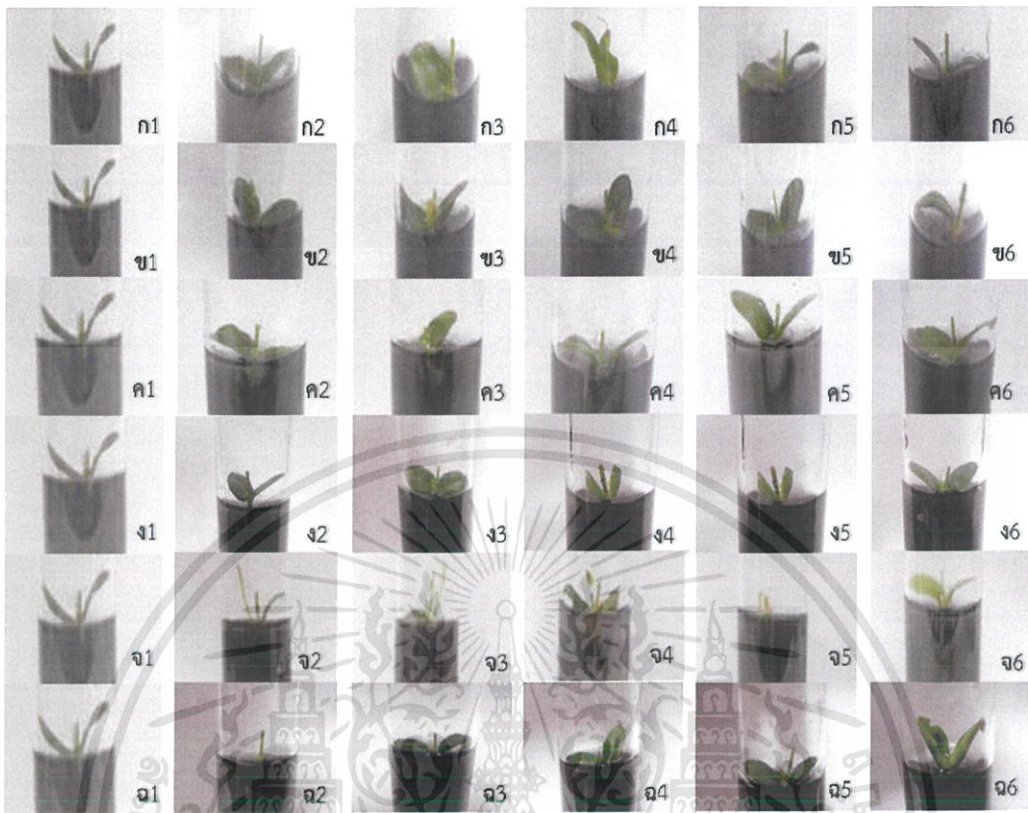 ก1 ก2 ก3 ก4 ก5 ก6
ข1 ข2 ข3 ข4 ข5 ข6
ค1 ค2 ค3 ค4 ค5 ค6
ง1 ง2 ง3 ง4 ง5 ง6
จ1 จ2 จ3 จ4 จ5 จ6
ฉ1 ฉ2 ฉ3 ฉ4 ฉ5 ฉ6